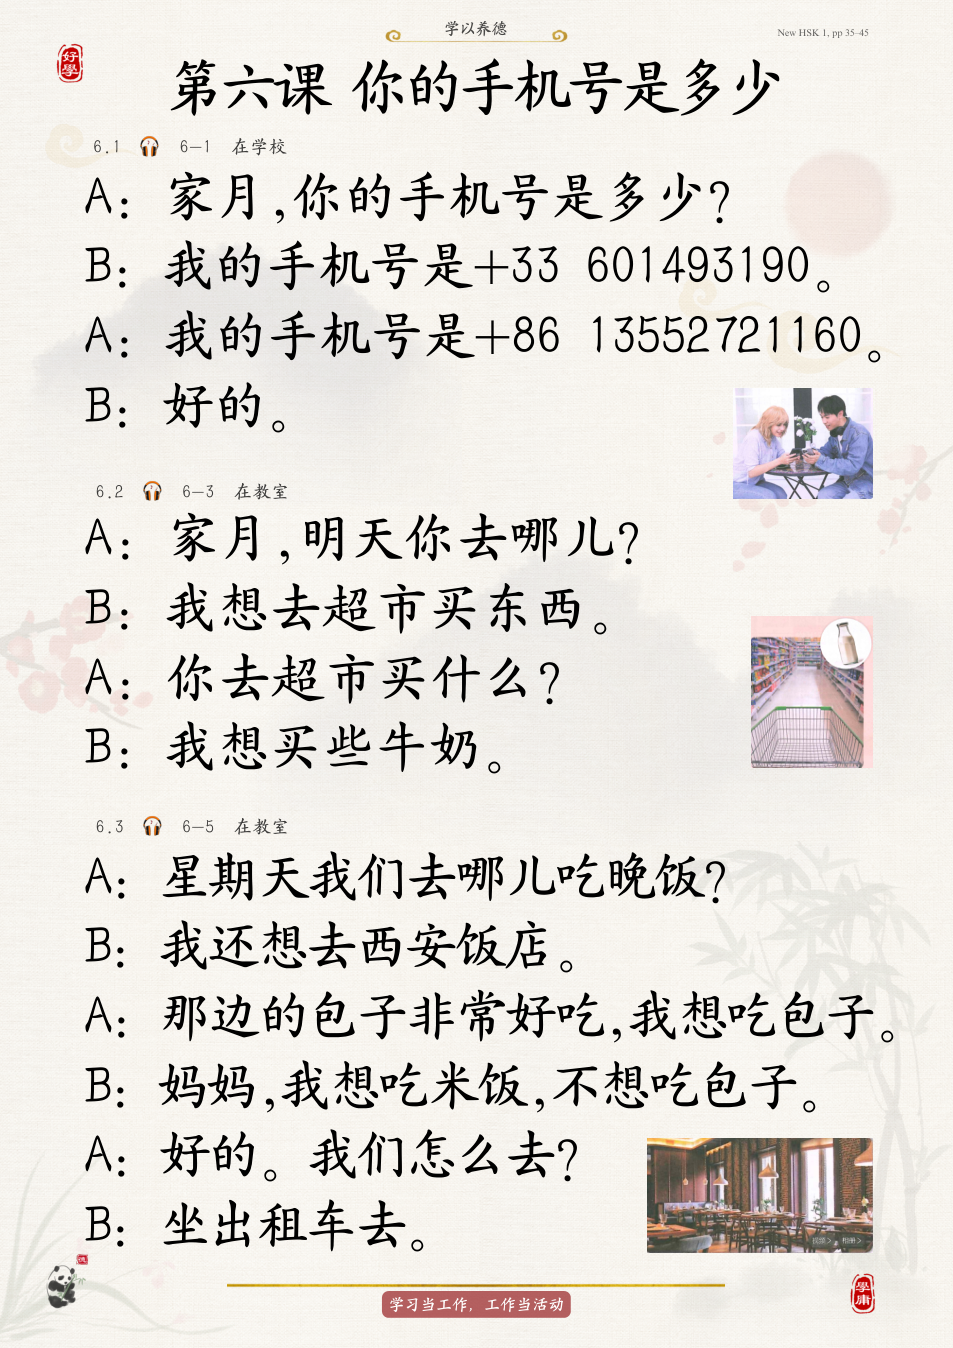 学以养德
New HSK 1, pp 35-45
好學
第六课 你的手机号是多少
6.1 6-1 在学校
A: 家月,你的手机号是多少?
B: 我的手机号是+33 601493190。
A: 我的手机号是+86 13552721160。
B: 好的。
6.2 6-3 在教室
A: 家月,明天你去哪儿?
B: 我想去超市买东西。
A: 你去超市买什么?
B: 我想买些牛奶。
6.3 6-5 在教室
A: 星期天我们去哪儿吃晚饭?
B: 我还想去西安饭店。
A: 那边的包子非常好吃,我想吃包子。
B: 妈妈,我想吃米饭,不想吃包子。
A: 好的。我们怎么去?
B: 坐出租车去。
學庸
学习当工作，工作当活动